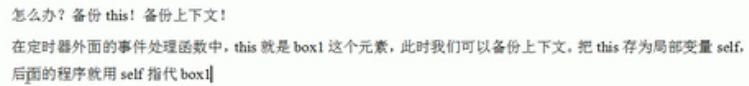 怎么办？备份 this！备份上下文！
在定时器外面的事件处理函数中，this 就是 box1 这个元素，此时我们可以备份上下文。把 this 存为局部变量 self，
后面的程序就用 self 指代 box1